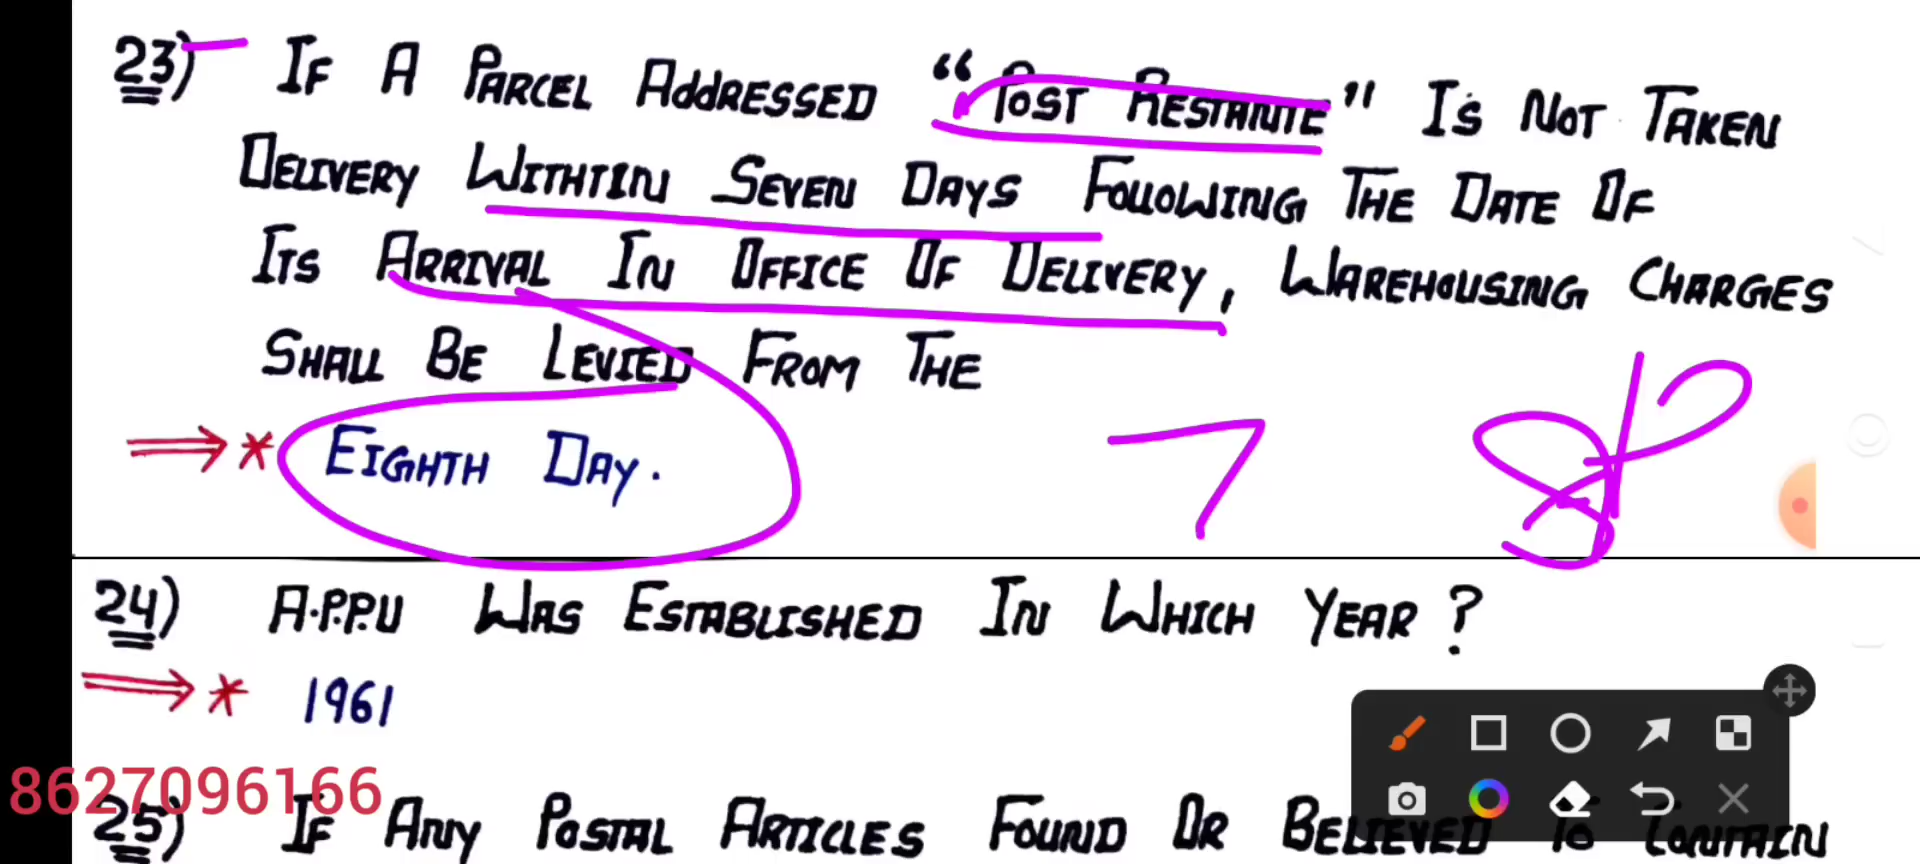 23) If A Parcel Addressed "Post Restante" Is Not Taken
Delivery Within Seven Days Following The Date Of
Its Arrival In Office Of Delivery, Warehousing Charges
Shall Be Levied From The
⇒* Eighth Day.
7 8
24) A.P.P.U Was Established In Which Year?
⇒* 1961
8627096166
25) If Any Postal Articles Found Or Believed To Contain